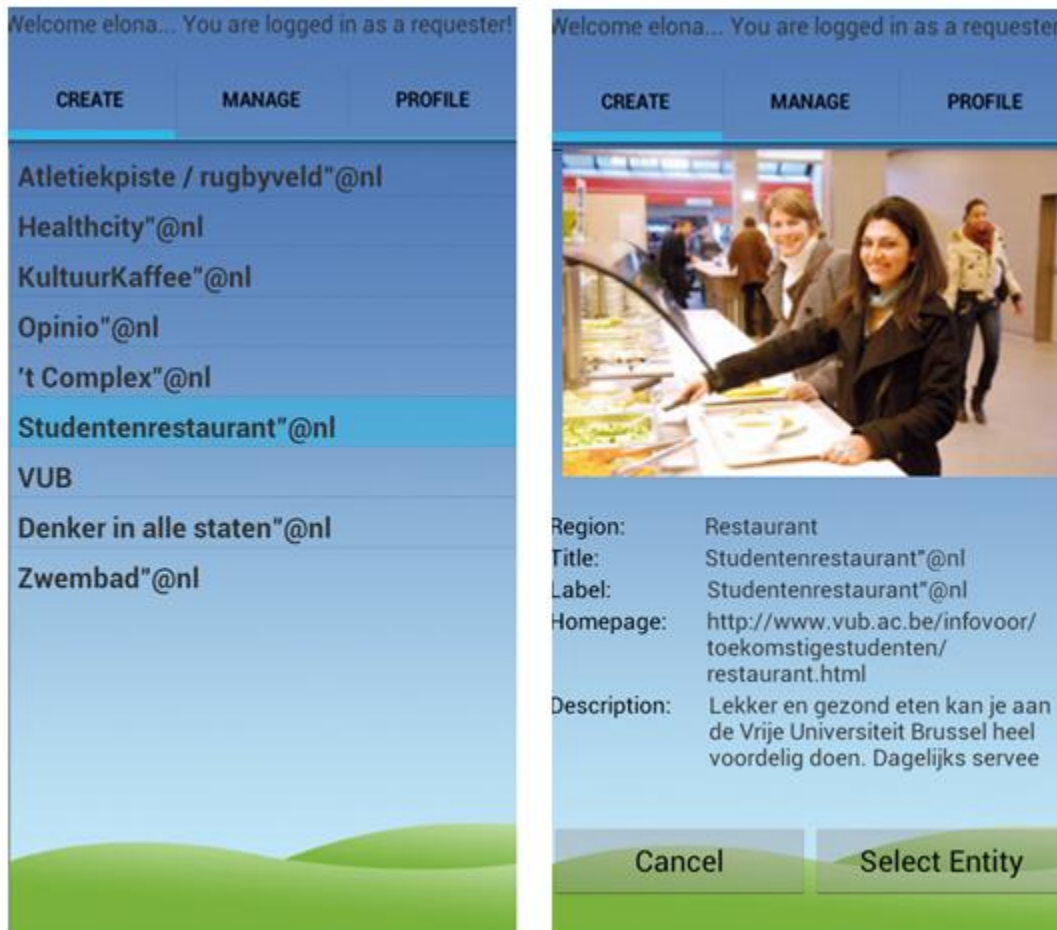 Welcome elona... You are logged in as a requester!
CREATE MANAGE PROFILE
Atletiekpiste / rugbyveld"@nl
Healthcity"@nl
KultuurKaffee"@nl
Opinio"@nl
't Complex"@nl
Studentenrestaurant"@nl
VUB
Denker in alle staten"@nl
Zwembad"@nl
Welcome elona... You are logged in as a requester
CREATE MANAGE PROFILE
Region: Restaurant
Title: Studentenrestaurant"@nl
Label: Studentenrestaurant"@nl
Homepage: http://www.vub.ac.be/infovoor/
toekomstigestudenten/
restaurant.html
Description: Lekker en gezond eten kan je aan
de Vrije Universiteit Brussel heel
voordelig doen. Dagelijks servee
Cancel Select Entity